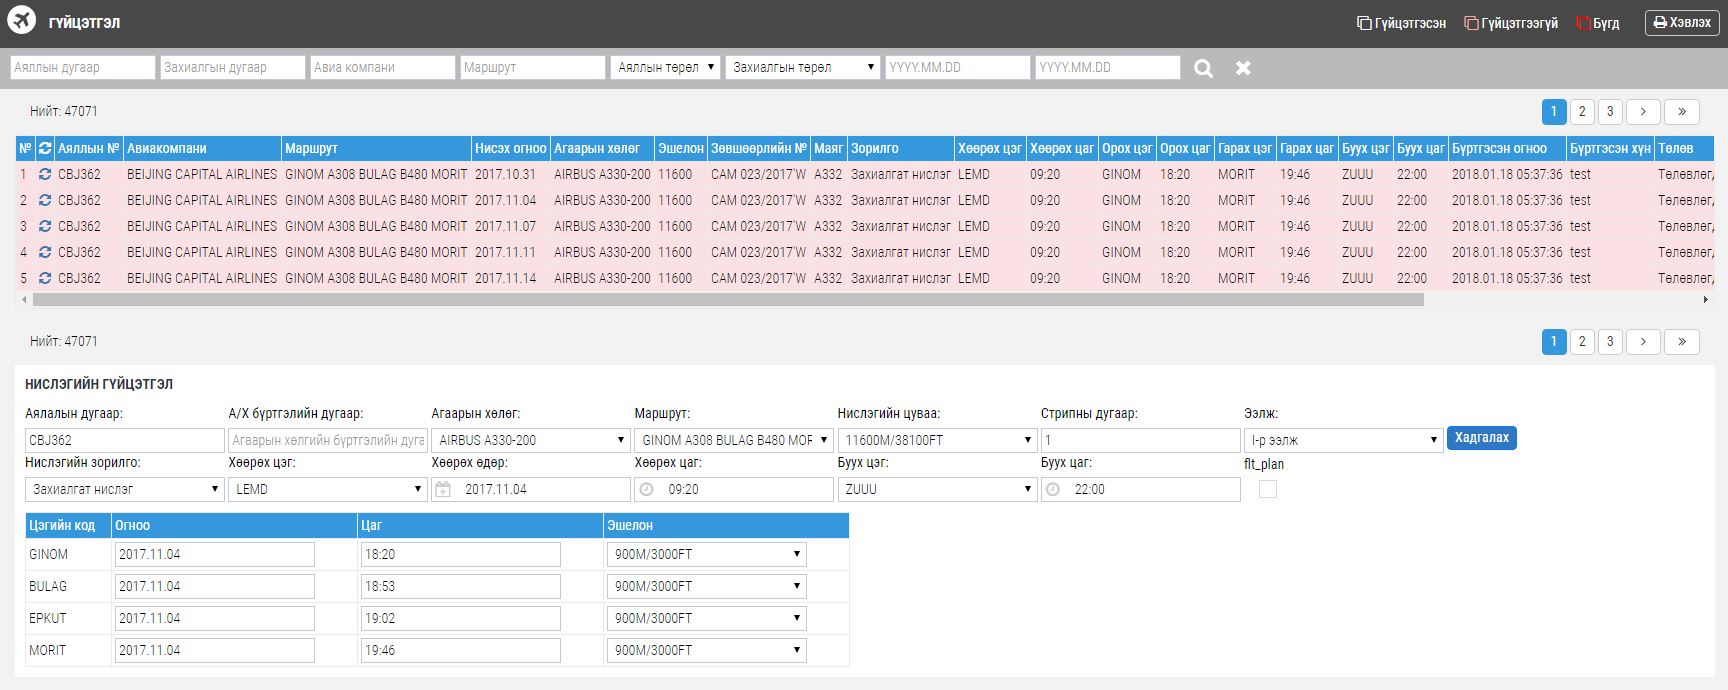 ГҮЙЦЭТГЭЛ Гүйцэтгэсэн Гүйцэтгээгүй Бүгд Хэвлэх
Аяллын дугаар Захиалгын дугаар Авиа компани Маршрут Аяллын төрөл Захиалгын төрөл YYYY.MM.DD YYYY.MM.DD
Нийт: 47071 1 2 3 › »
№ Аяллын № Авиакомпани Маршрут Нисэх огноо Агаарын хөлөг Эшелон Зөвшөөрлийн № Маяг Зорилго Хөөрөх цэг Хөөрөх цаг Орох цэг Орох цаг Гарах цэг Гарах цаг Буух цэг Буух цаг Бүртгэсэн огноо Бүртгэсэн хүн Төлөв
1 CBJ362 BEIJING CAPITAL AIRLINES GINOM A308 BULAG B480 MORIT 2017.10.31 AIRBUS A330-200 11600 CAM 023/2017'W A332 Захиалгат нислэг LEMD 09:20 GINOM 18:20 MORIT 19:46 ZUUU 22:00 2018.01.18 05:37:36 test Төлөвлөгд
2 CBJ362 BEIJING CAPITAL AIRLINES GINOM A308 BULAG B480 MORIT 2017.11.04 AIRBUS A330-200 11600 CAM 023/2017'W A332 Захиалгат нислэг LEMD 09:20 GINOM 18:20 MORIT 19:46 ZUUU 22:00 2018.01.18 05:37:36 test Төлөвлөгд
3 CBJ362 BEIJING CAPITAL AIRLINES GINOM A308 BULAG B480 MORIT 2017.11.07 AIRBUS A330-200 11600 CAM 023/2017'W A332 Захиалгат нислэг LEMD 09:20 GINOM 18:20 MORIT 19:46 ZUUU 22:00 2018.01.18 05:37:36 test Төлөвлөгд
4 CBJ362 BEIJING CAPITAL AIRLINES GINOM A308 BULAG B480 MORIT 2017.11.11 AIRBUS A330-200 11600 CAM 023/2017'W A332 Захиалгат нислэг LEMD 09:20 GINOM 18:20 MORIT 19:46 ZUUU 22:00 2018.01.18 05:37:36 test Төлөвлөгд
5 CBJ362 BEIJING CAPITAL AIRLINES GINOM A308 BULAG B480 MORIT 2017.11.14 AIRBUS A330-200 11600 CAM 023/2017'W A332 Захиалгат нислэг LEMD 09:20 GINOM 18:20 MORIT 19:46 ZUUU 22:00 2018.01.18 05:37:36 test Төлөвлөгд
Нийт: 47071 1 2 3 › »
НИСЛЭГИЙН ГҮЙЦЭТГЭЛ
Аялалын дугаар: А/Х бүртгэлийн дугаар: Агаарын хөлөг: Маршрут: Нислэгийн цуваа: Стрипны дугаар: Ээлж:
CBJ362 Агаарын хөлгийн бүртгэлийн дуга AIRBUS A330-200 GINOM A308 BULAG B480 MOF 11600M/38100FT 1 I-р ээлж Хадгалах
Нислэгийн зорилго: Хөөрөх цэг: Хөөрөх өдөр: Хөөрөх цаг: Буух цэг: Буух цаг: flt_plan
Захиалгат нислэг LEMD 2017.11.04 09:20 ZUUU 22:00
Цэгийн код Огноо Цаг Эшелон
GINOM 2017.11.04 18:20 900M/3000FT
BULAG 2017.11.04 18:53 900M/3000FT
EPKUT 2017.11.04 19:02 900M/3000FT
MORIT 2017.11.04 19:46 900M/3000FT